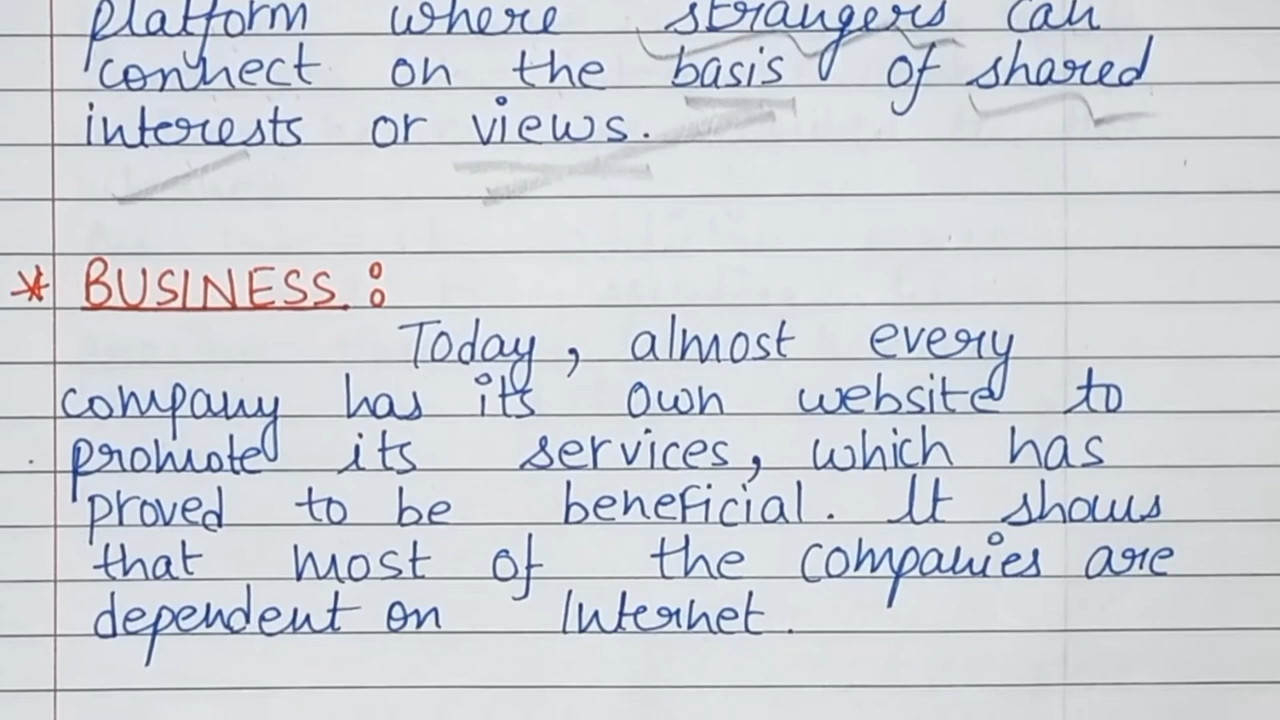 platform where strangers can
connect on the basis of shared
interests or views.
* BUSINESS :
Today, almost every
company has its own website to
promote its services, which has
proved to be beneficial. It shows
that most of the companies are
dependent on Internet.